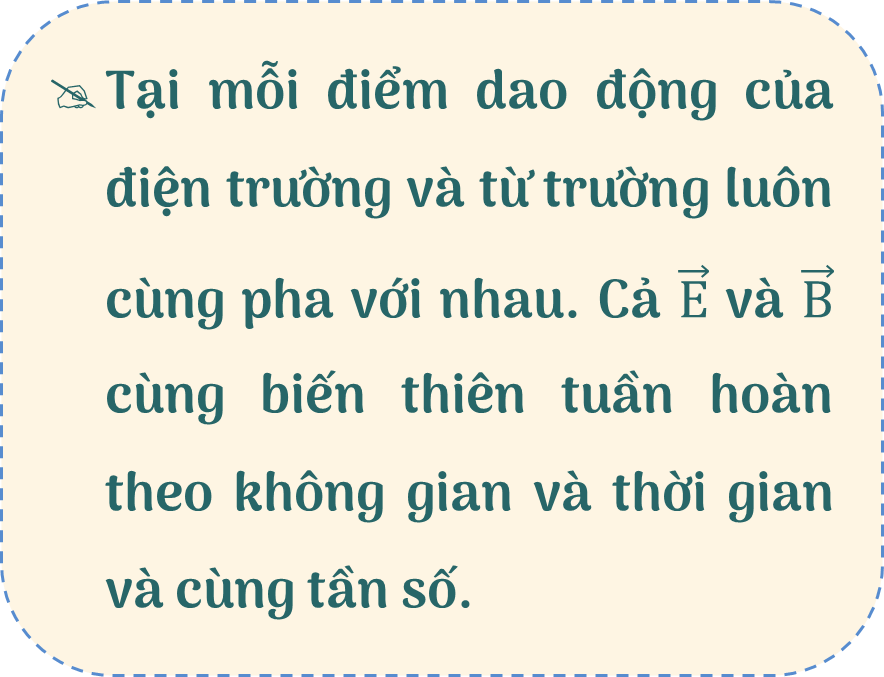 ✍ Tại mỗi điểm dao động của
điện trường và từ trường luôn
cùng pha với nhau. Cả E⃗ và B⃗
cùng biến thiên tuần hoàn
theo không gian và thời gian
và cùng tần số.